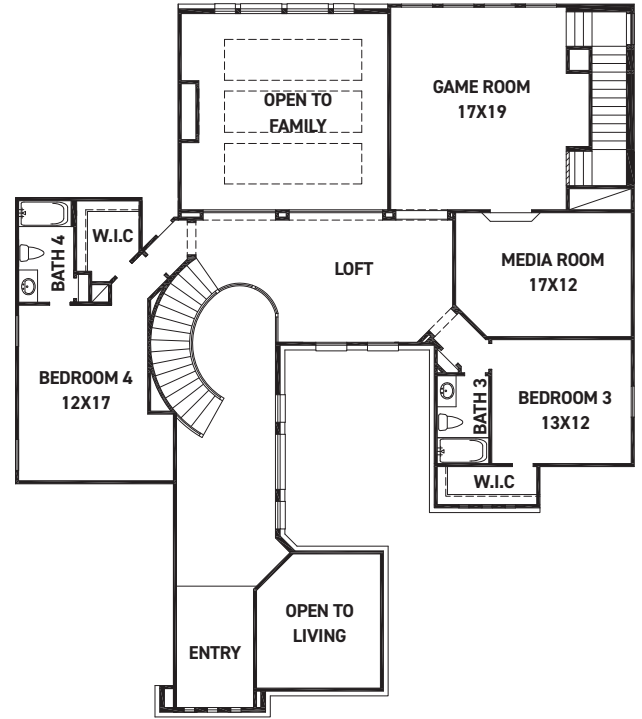 OPEN TO
FAMILY
GAME ROOM
17X19
W.I.C
BATH 4
LOFT
MEDIA ROOM
17X12
BEDROOM 4
12X17
BATH 3
BEDROOM 3
13X12
W.I.C
OPEN TO
LIVING
ENTRY